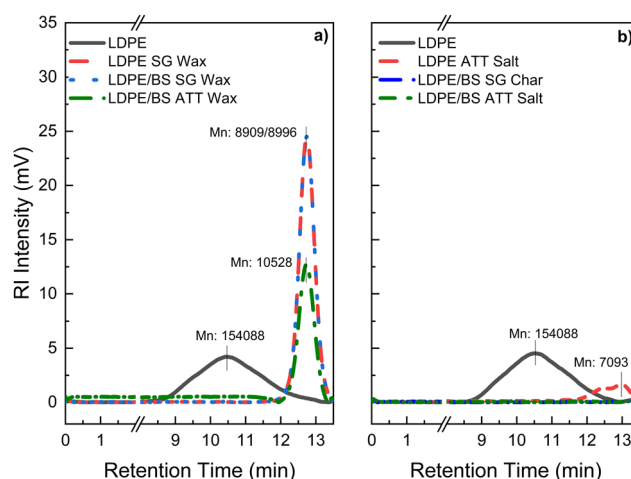 a)
LDPE
LDPE SG Wax
LDPE/BS SG Wax
LDPE/BS ATT Wax
Mn: 8909/8996
Mn: 10528
Mn: 154088
35
30
25
20
15
10
5
0
RI Intensity (mV)
0 1 9 10 11 12 13
Retention Time (min)
b)
LDPE
LDPE ATT Salt
LDPE/BS SG Char
LDPE/BS ATT Salt
Mn: 154088
Mn: 7093
0 1 9 10 11 12 13
Retention Time (min)